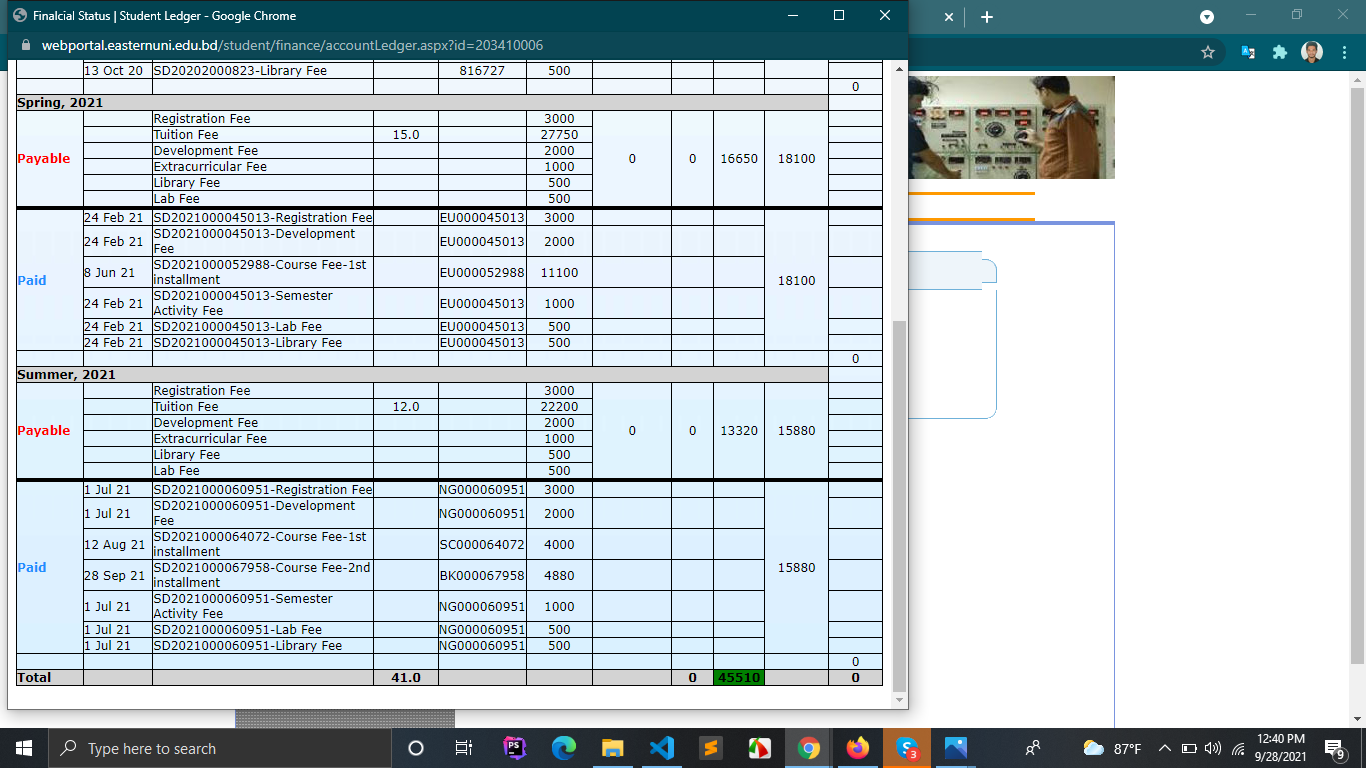 Finalcial Status | Student Ledger - Google Chrome
webportal.easternuni.edu.bd/student/finance/accountLedger.aspx?id=203410006
13 Oct 20 SD20202000823-Library Fee 816727 500
0
Spring, 2021
Registration Fee 3000
Tuition Fee 15.0 27750
Development Fee 2000
Payable 0 0 16650 18100
Extracurricular Fee 1000
Library Fee 500
Lab Fee 500
24 Feb 21 SD2021000045013-Registration Fee EU000045013 3000
24 Feb 21 SD2021000045013-Development Fee EU000045013 2000
8 Jun 21 SD2021000052988-Course Fee-1st installment EU000052988 11100
Paid 18100
24 Feb 21 SD2021000045013-Semester Activity Fee EU000045013 1000
24 Feb 21 SD2021000045013-Lab Fee EU000045013 500
24 Feb 21 SD2021000045013-Library Fee EU000045013 500
0
Summer, 2021
Registration Fee 3000
Tuition Fee 12.0 22200
Development Fee 2000
Payable 0 0 13320 15880
Extracurricular Fee 1000
Library Fee 500
Lab Fee 500
1 Jul 21 SD2021000060951-Registration Fee NG000060951 3000
1 Jul 21 SD2021000060951-Development Fee NG000060951 2000
12 Aug 21 SD2021000064072-Course Fee-1st installment SC000064072 4000
Paid 15880
28 Sep 21 SD2021000067958-Course Fee-2nd installment BK000067958 4880
1 Jul 21 SD2021000060951-Semester Activity Fee NG000060951 1000
1 Jul 21 SD2021000060951-Lab Fee NG000060951 500
1 Jul 21 SD2021000060951-Library Fee NG000060951 500
0
Total 41.0 0 45510 0
Type here to search
PS
S 3
87°F
12:40 PM
9/28/2021
9